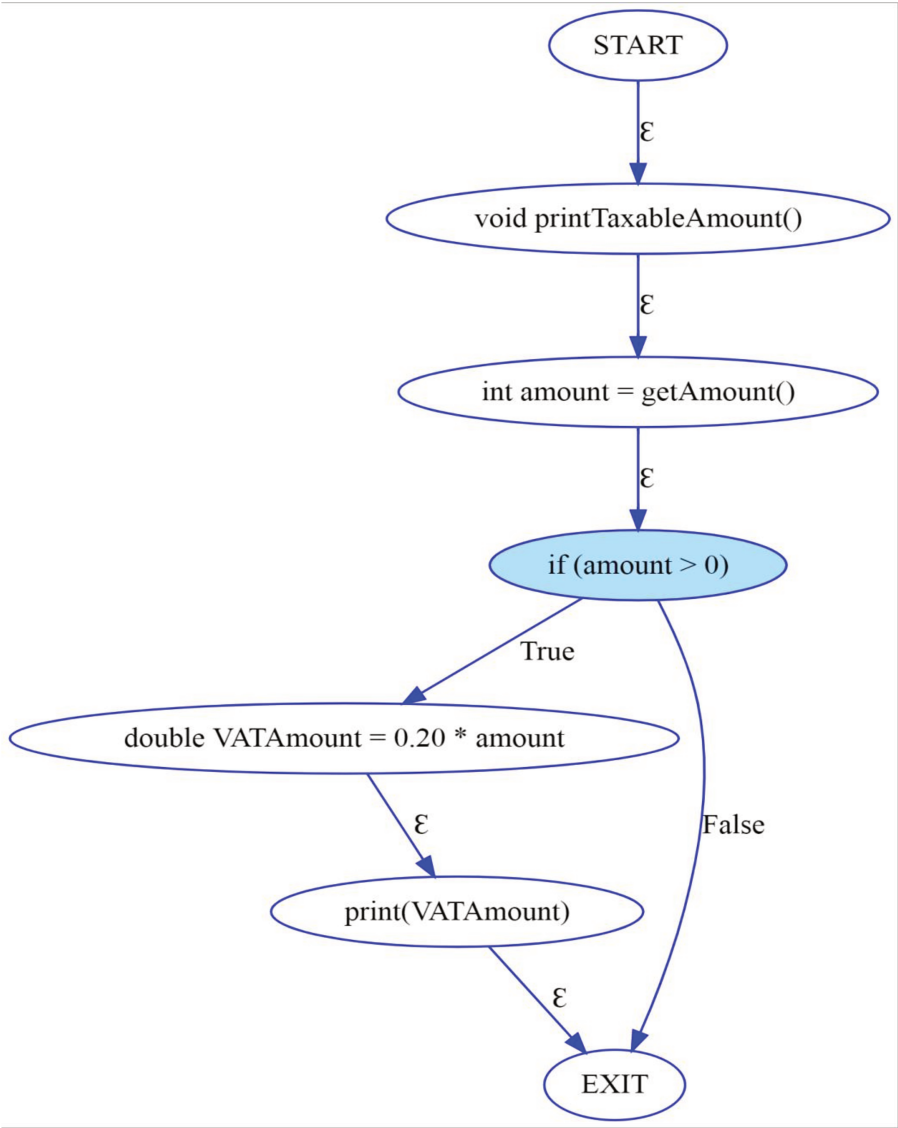 START
ε
void printTaxableAmount()
ε
int amount = getAmount()
ε
if (amount > 0)
True
double VATAmount = 0.20 * amount
ε
False
print(VATAmount)
ε
EXIT